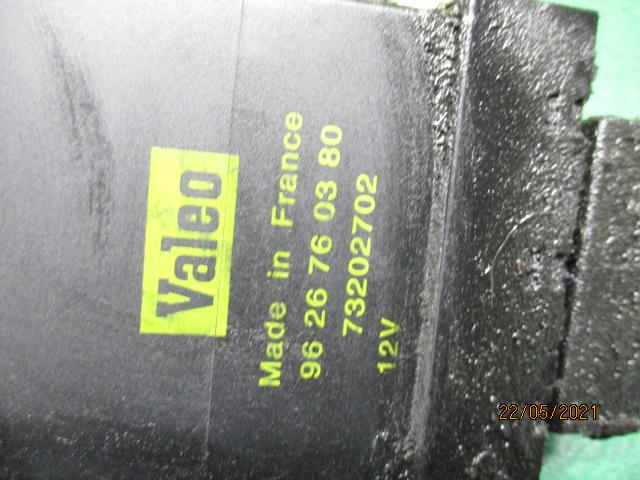 Valeo
Made in France
96 26 76 03 80
73202702
12V
22/05/2021